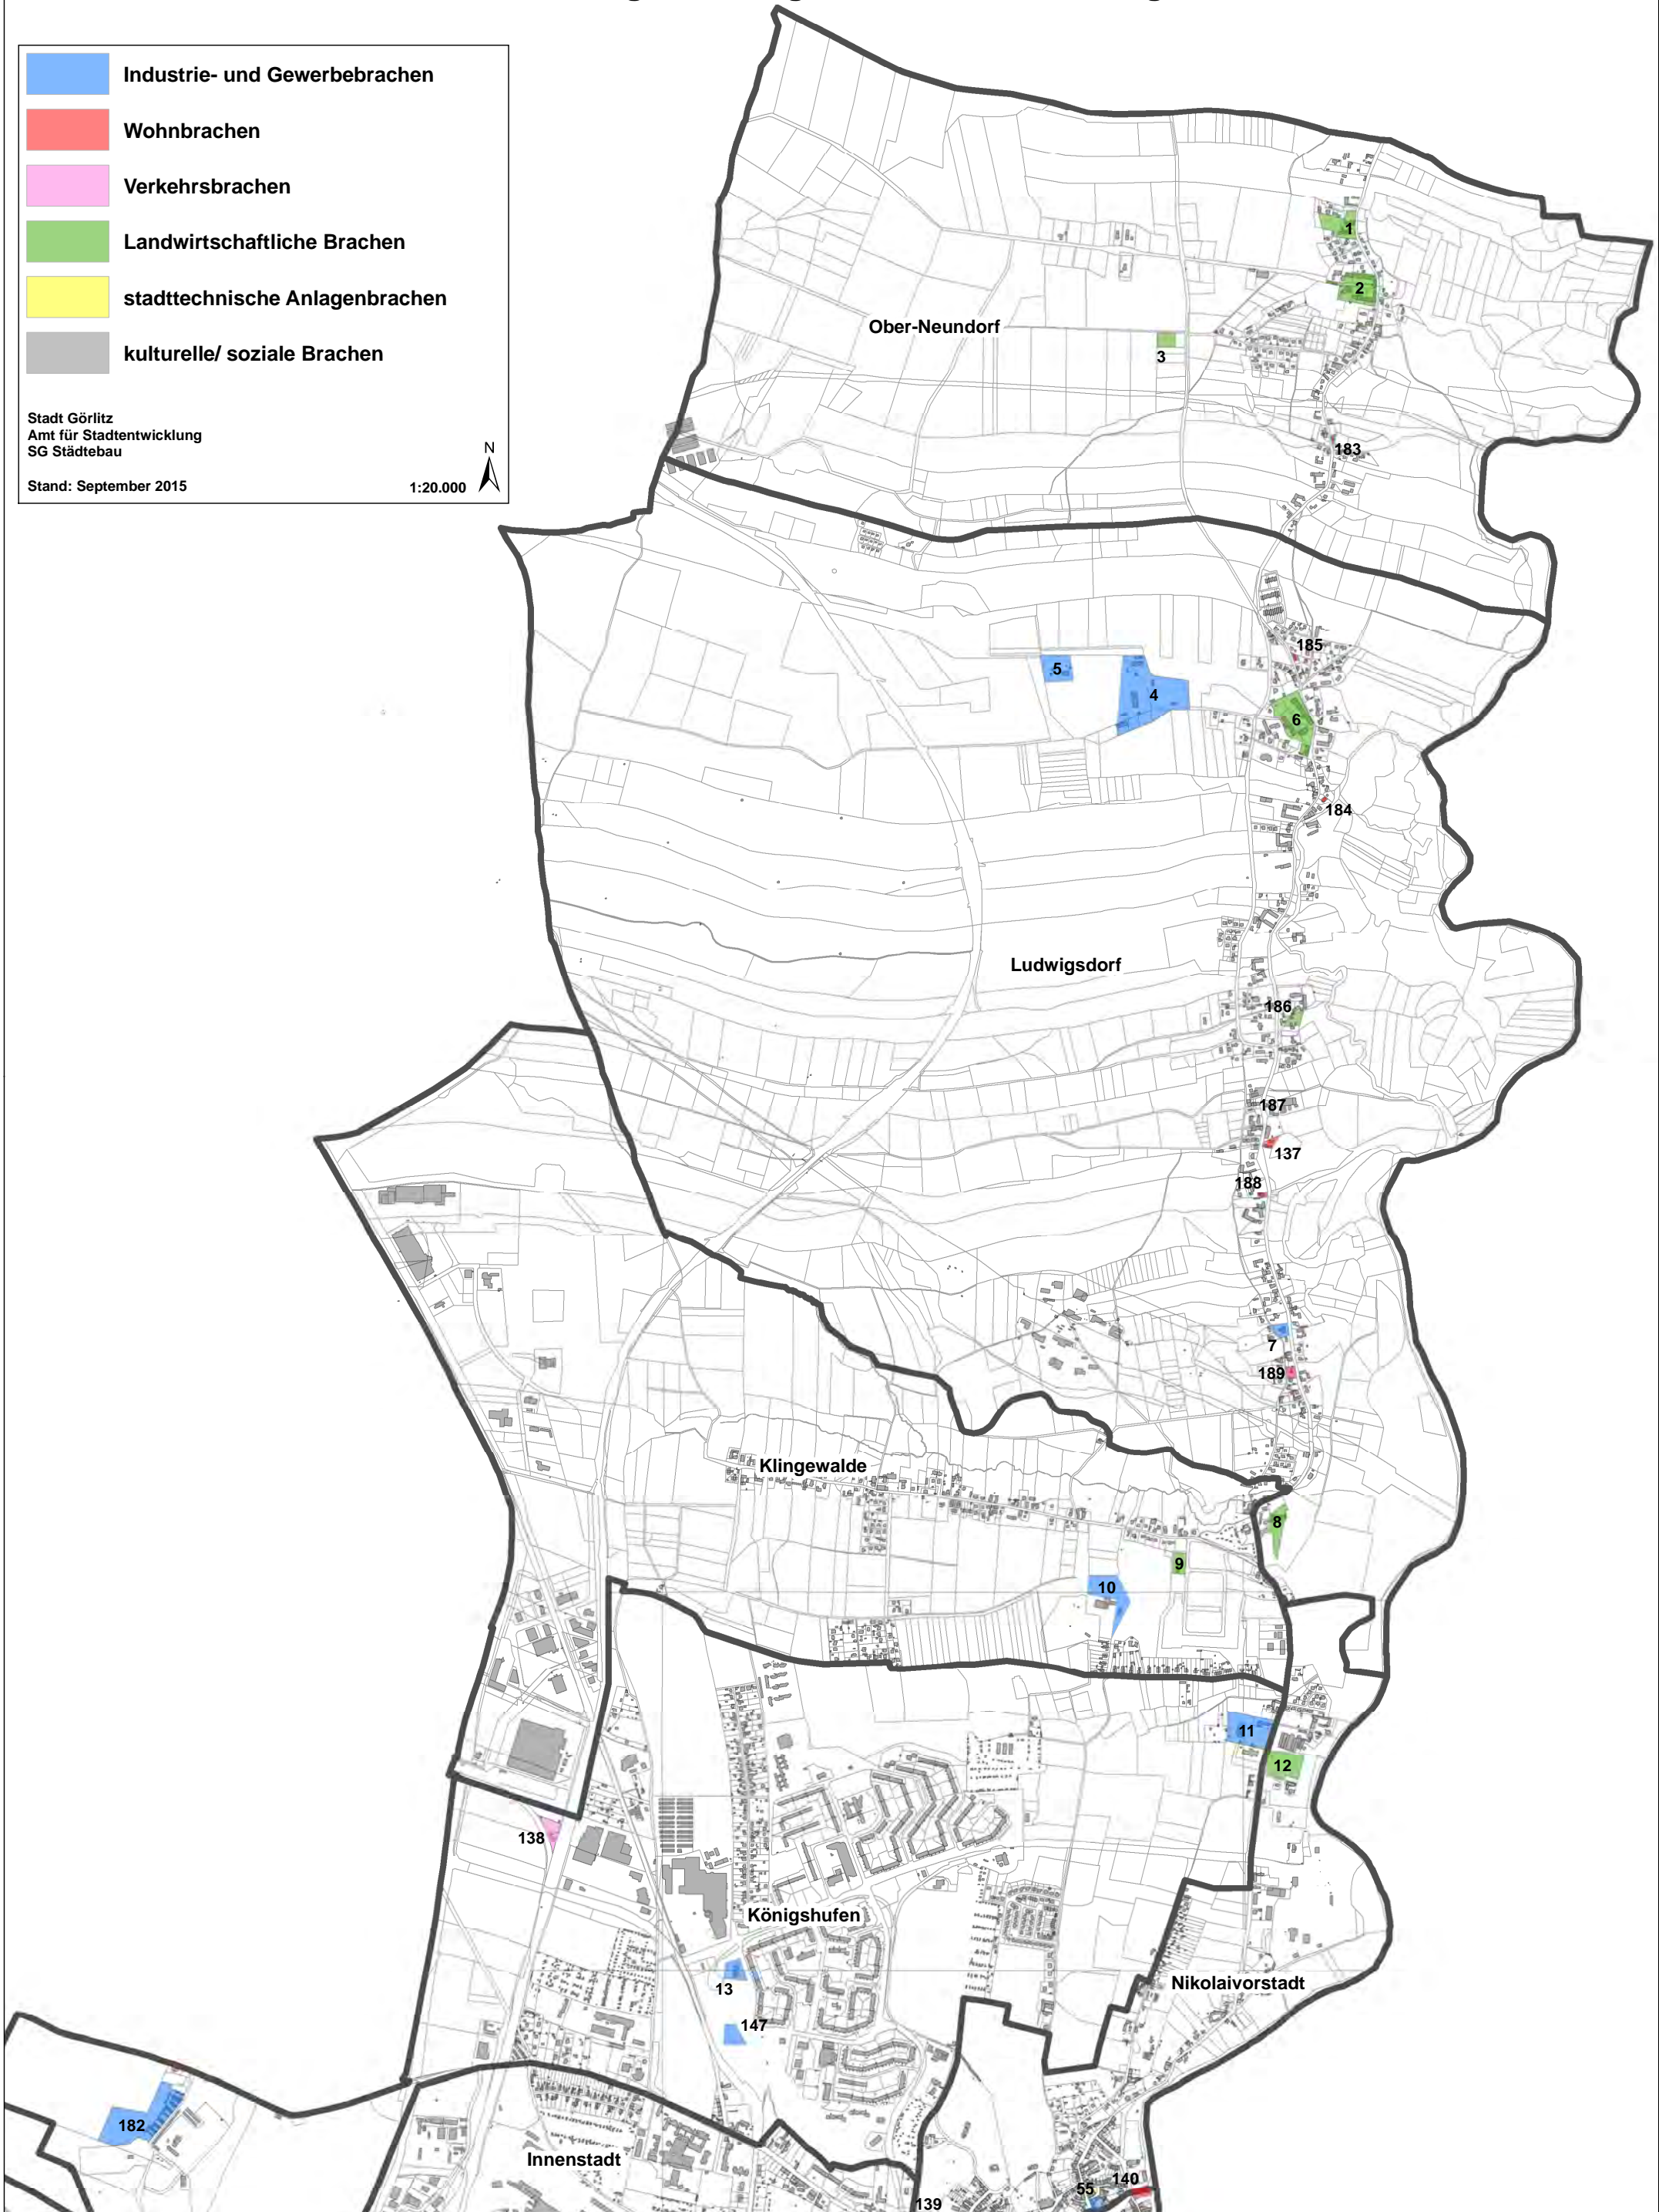 Industrie- und Gewerbebrachen
Wohnbrachen
Verkehrsbrachen
Landwirtschaftliche Brachen
stadttechnische Anlagenbrachen
kulturelle/ soziale Brachen
Stadt Görlitz
Amt für Stadtentwicklung
SG Städtebau
Stand: September 2015
1:20.000
N
1
2
Ober-Neundorf
3
183
185
5
4
6
184
Ludwigsdorf
186
187
137
188
7
189
Klingewalde
8
9
10
11
12
138
Königshufen
Nikolaivorstadt
13
147
182
Innenstadt
140
55
139